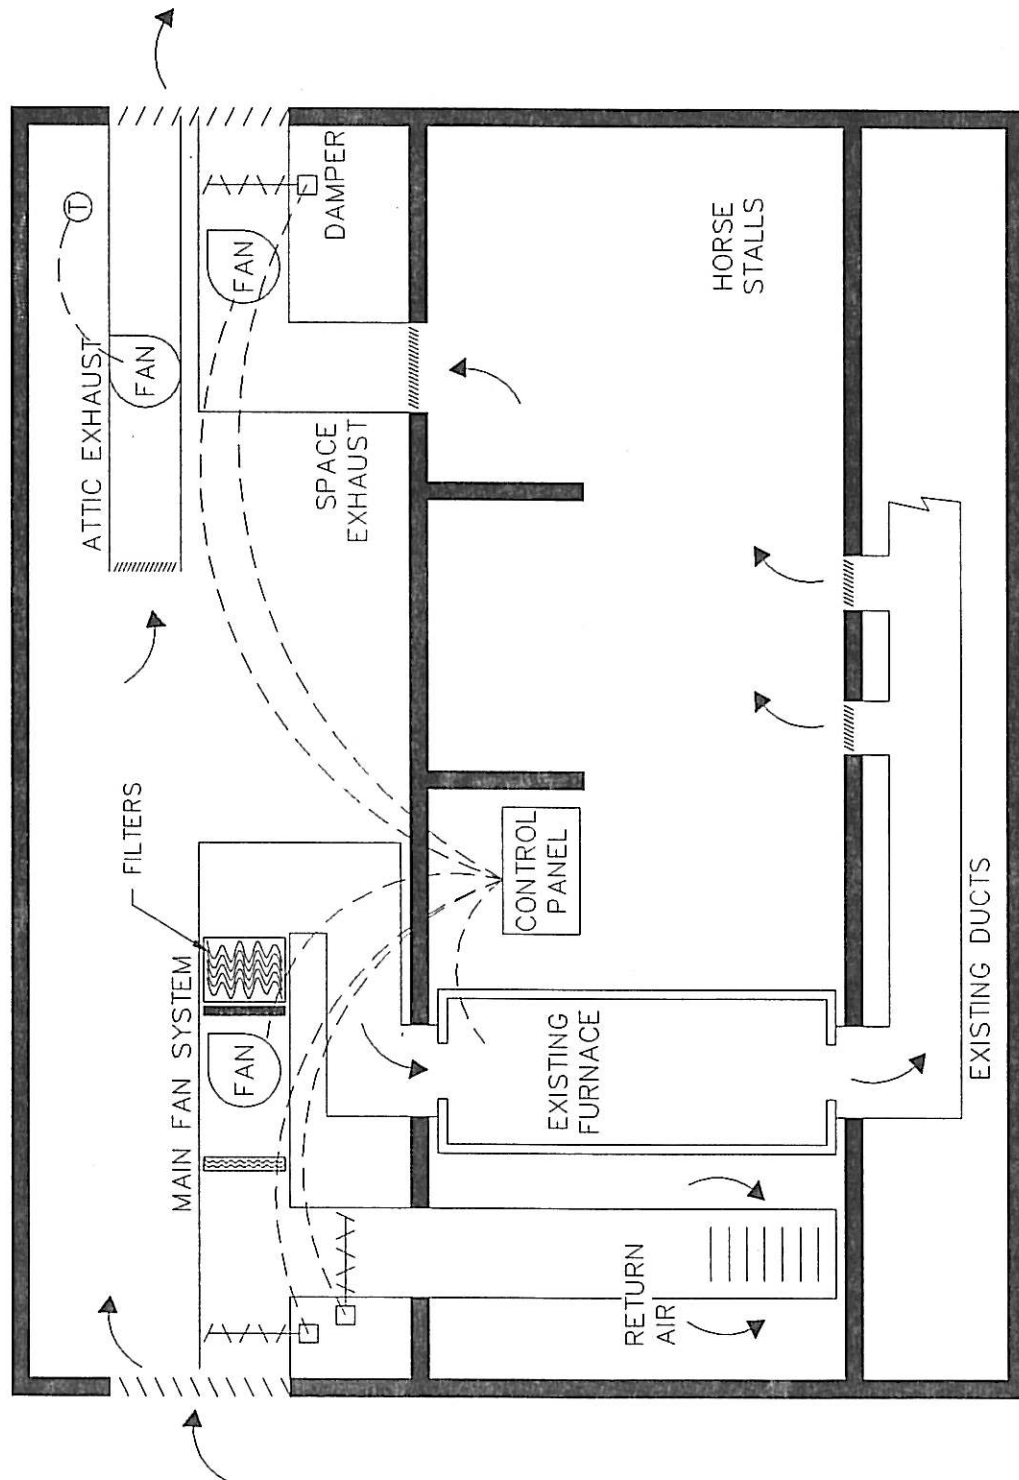 ATTIC EXHAUST
T
FAN
FAN
DAMPER
SPACE
EXHAUST
HORSE
STALLS
FILTERS
MAIN FAN SYSTEM
FAN
CONTROL
PANEL
EXISTING
FURNACE
EXISTING DUCTS
RETURN
AIR